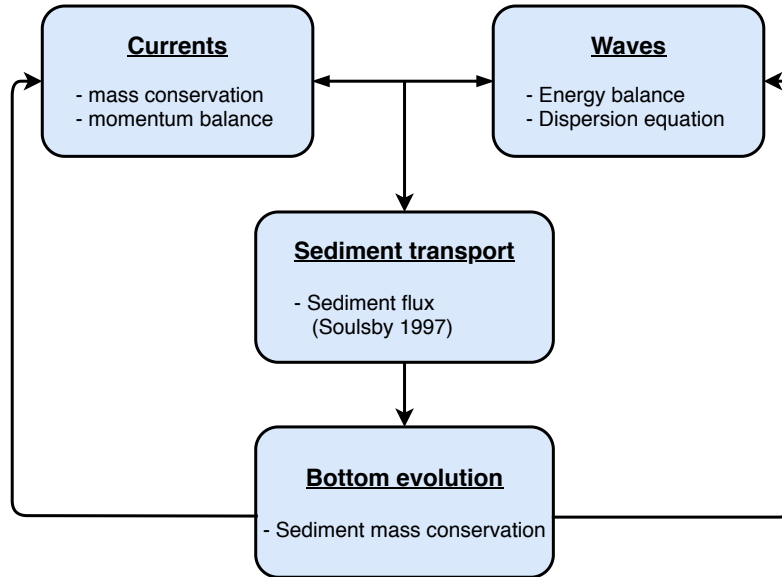 Currents
- mass conservation
- momentum balance
Waves
- Energy balance
- Dispersion equation
Sediment transport
- Sediment flux
(Soulsby 1997)
Bottom evolution
- Sediment mass conservation